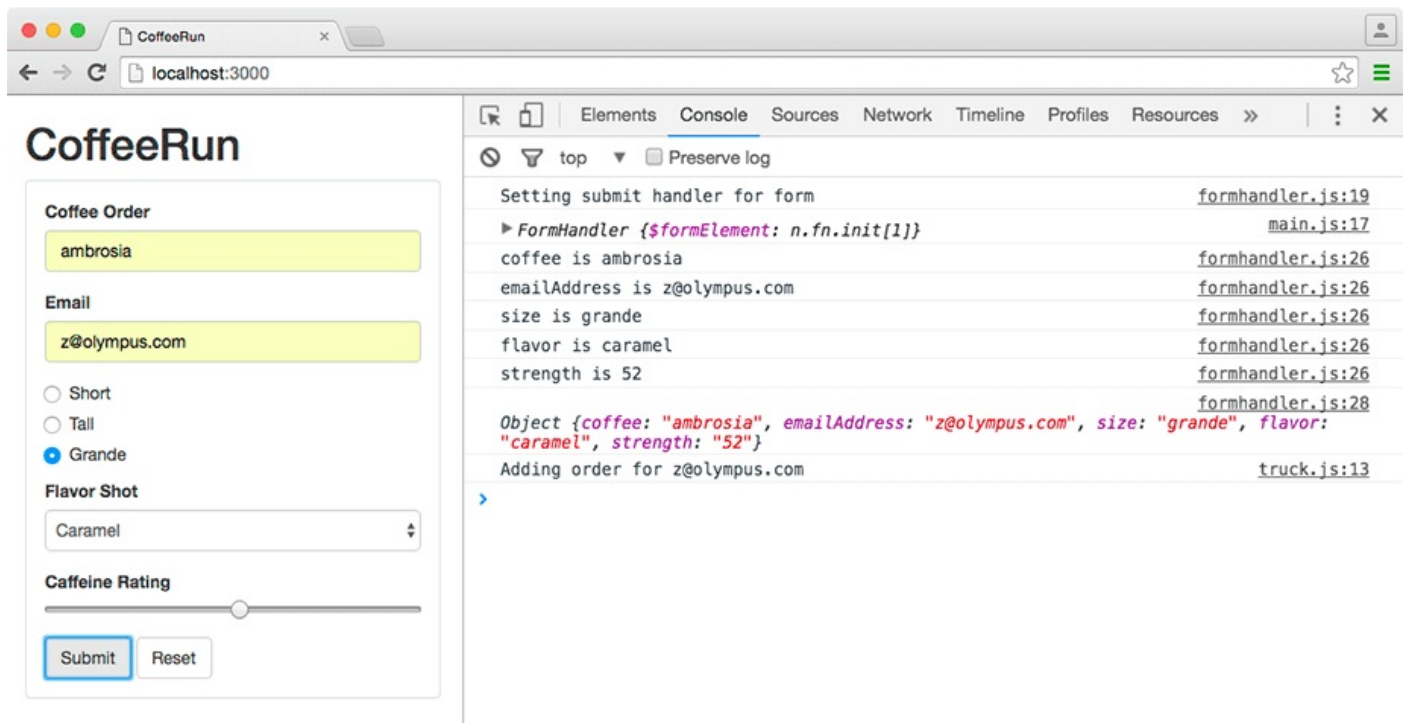 CoffeeRun
localhost:3000
CoffeeRun
Coffee Order
ambrosia
Email
z@olympus.com
Short
Tall
Grande
Flavor Shot
Caramel
Caffeine Rating
Submit Reset
Elements Console Sources Network Timeline Profiles Resources »
top Preserve log
Setting submit handler for form formhandler.js:19
FormHandler {$formElement: n.fn.init[1]} main.js:17
coffee is ambrosia formhandler.js:26
emailAddress is z@olympus.com formhandler.js:26
size is grande formhandler.js:26
flavor is caramel formhandler.js:26
strength is 52 formhandler.js:26
formhandler.js:28
Object {coffee: "ambrosia", emailAddress: "z@olympus.com", size: "grande", flavor:
"caramel", strength: "52"}
Adding order for z@olympus.com truck.js:13